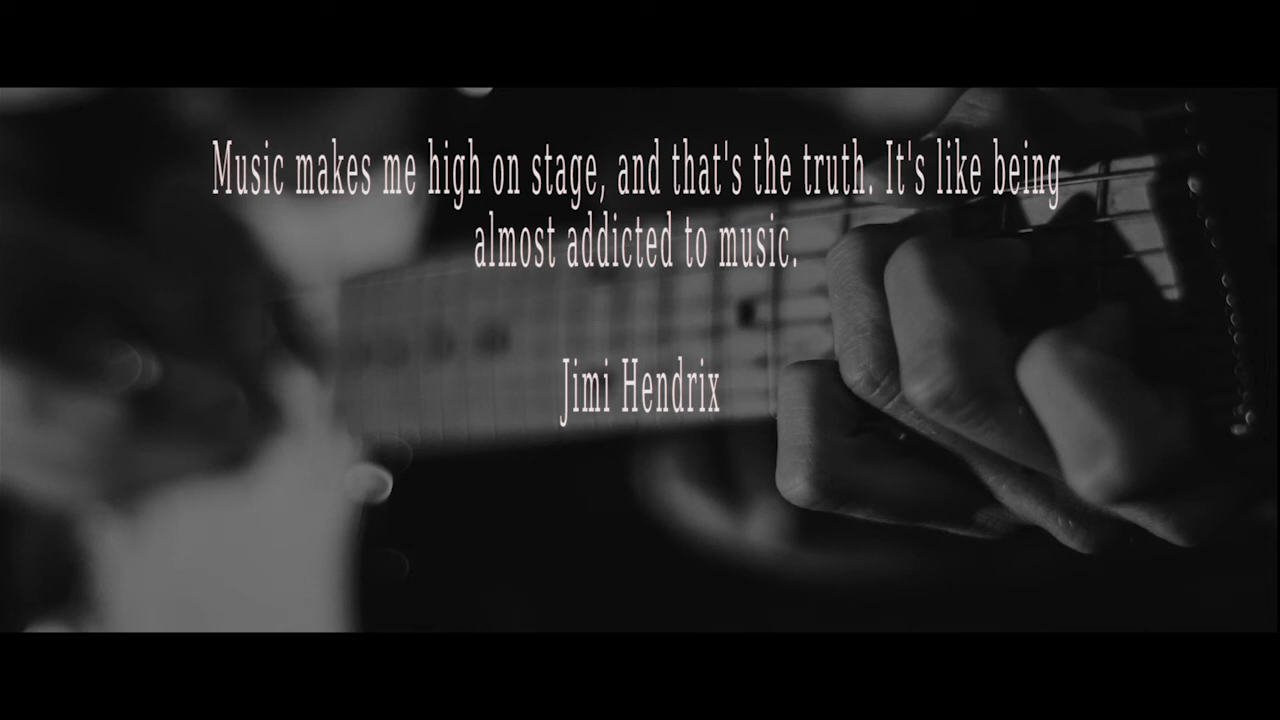 Music makes me high on stage, and that's the truth. It's like being
almost addicted to music.
Jimi Hendrix